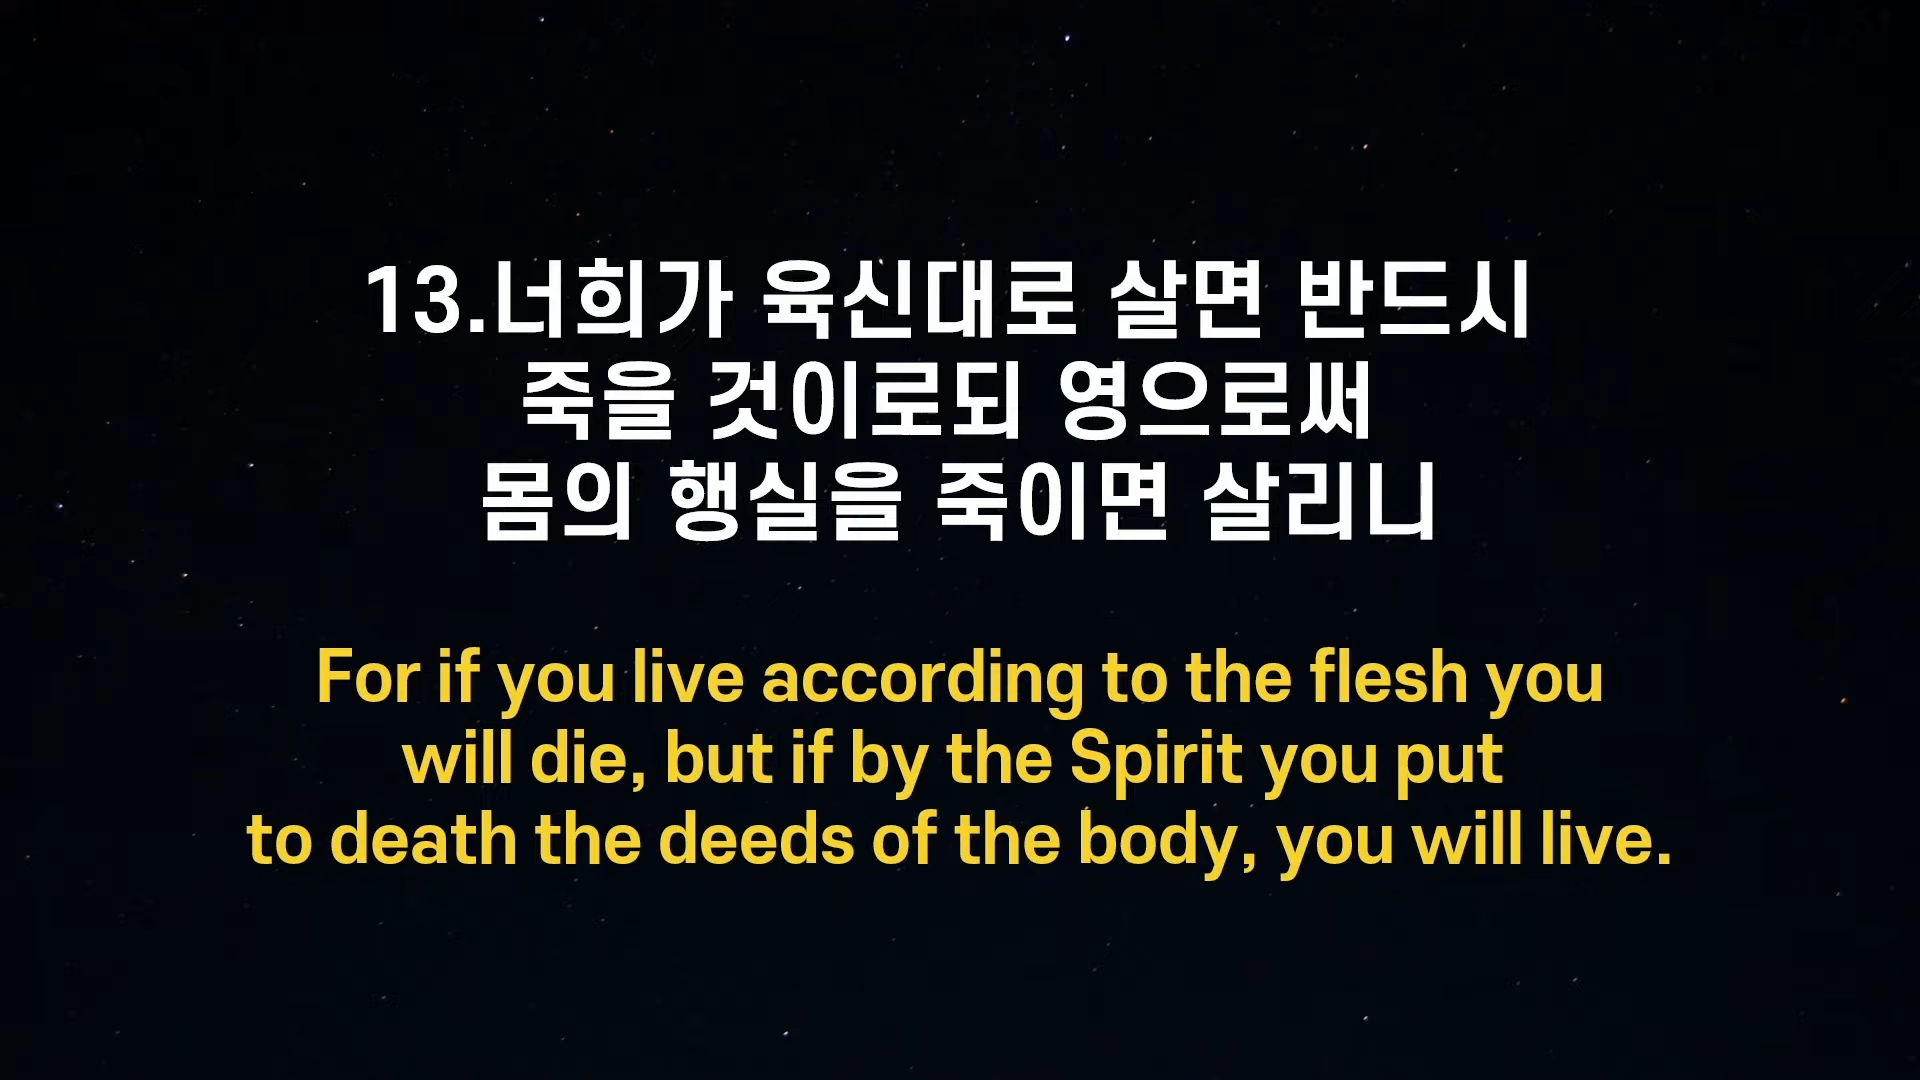 13.너희가 육신대로 살면 반드시
죽을 것이로되 영으로써
몸의 행실을 죽이면 살리니
For if you live according to the flesh you
will die, but if by the Spirit you put
to death the deeds of the body, you will live.